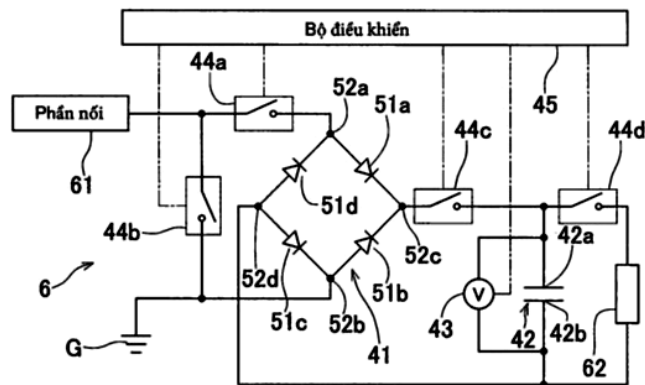 Bộ điều khiển
44a
52a
51a
45
44c
44d
Phần nối
61
51d
44b
52d
52c
42a
6
51c
52b
51b
41
43
V
42
42b
62
G